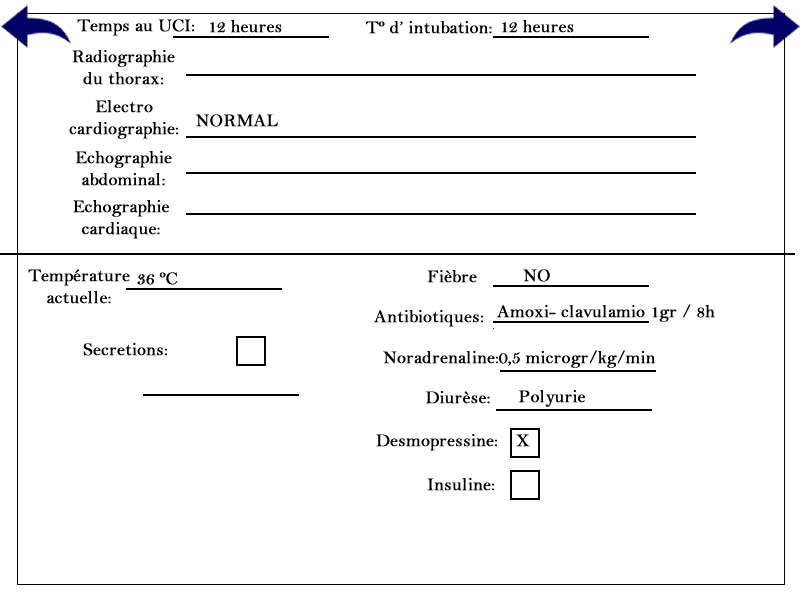 Temps au UCI: 12 heures Tº d' intubation: 12 heures
Radiographie
du thorax:
Electro
cardiographie: NORMAL
Echographie
abdominal:
Echographie
cardiaque:
Température 36 ºC
actuelle:
Fièbre NO
Antibiotiques: Amoxi- clavulamio 1gr / 8h
Secretions:
Noradrenaline: 0,5 microgr/kg/min
Diurèse: Polyurie
Desmopressine: X
Insuline: